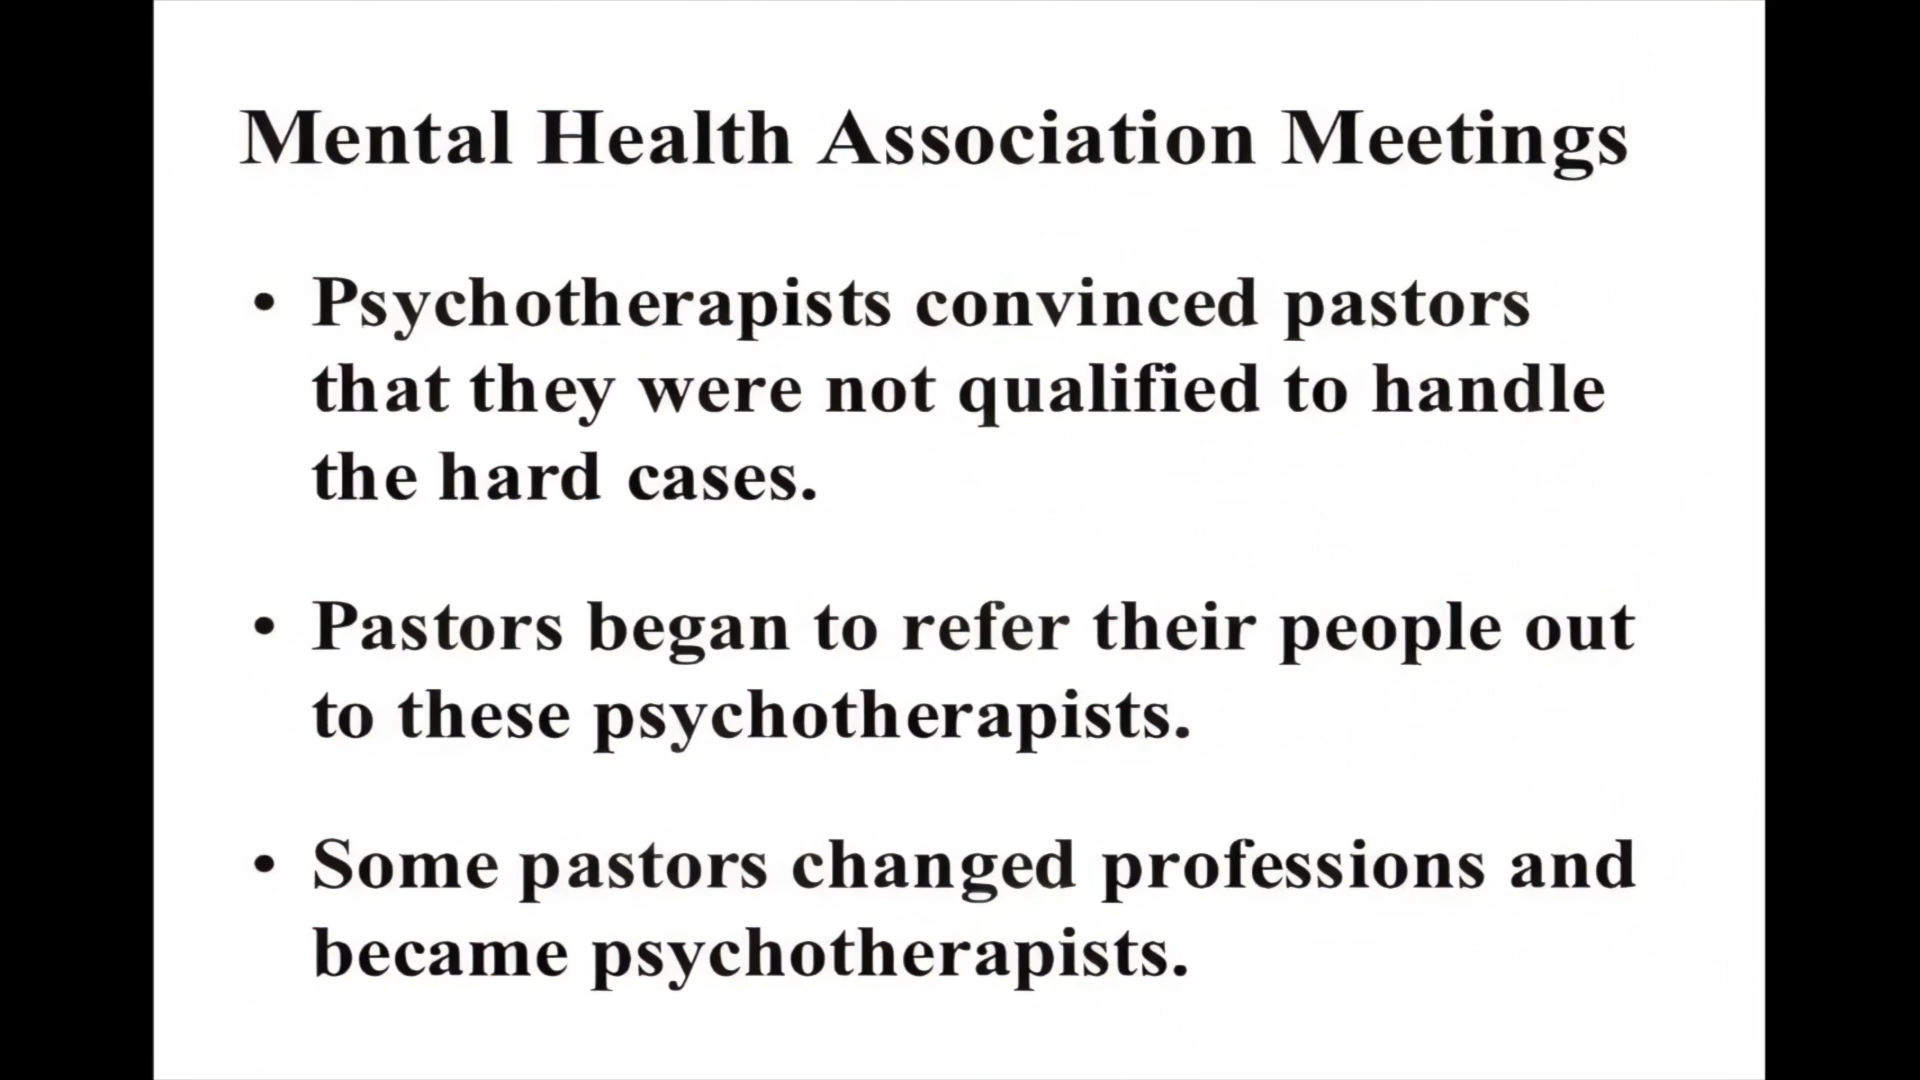 Mental Health Association Meetings
• Psychotherapists convinced pastors
that they were not qualified to handle
the hard cases.
• Pastors began to refer their people out
to these psychotherapists.
• Some pastors changed professions and
became psychotherapists.